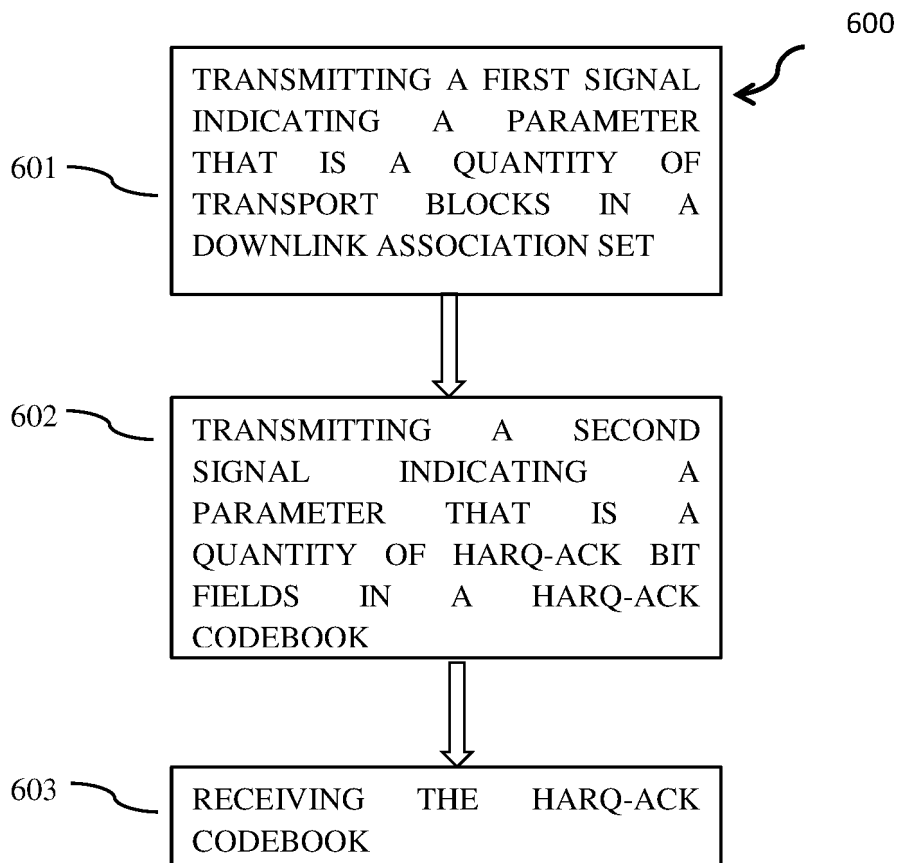 600
601
TRANSMITTING A FIRST SIGNAL
INDICATING A PARAMETER
THAT IS A QUANTITY OF
TRANSPORT BLOCKS IN A
DOWNLINK ASSOCIATION SET
602
TRANSMITTING A SECOND
SIGNAL INDICATING A
PARAMETER THAT IS A
QUANTITY OF HARQ-ACK BIT
FIELDS IN A HARQ-ACK
CODEBOOK
603
RECEIVING THE HARQ-ACK
CODEBOOK